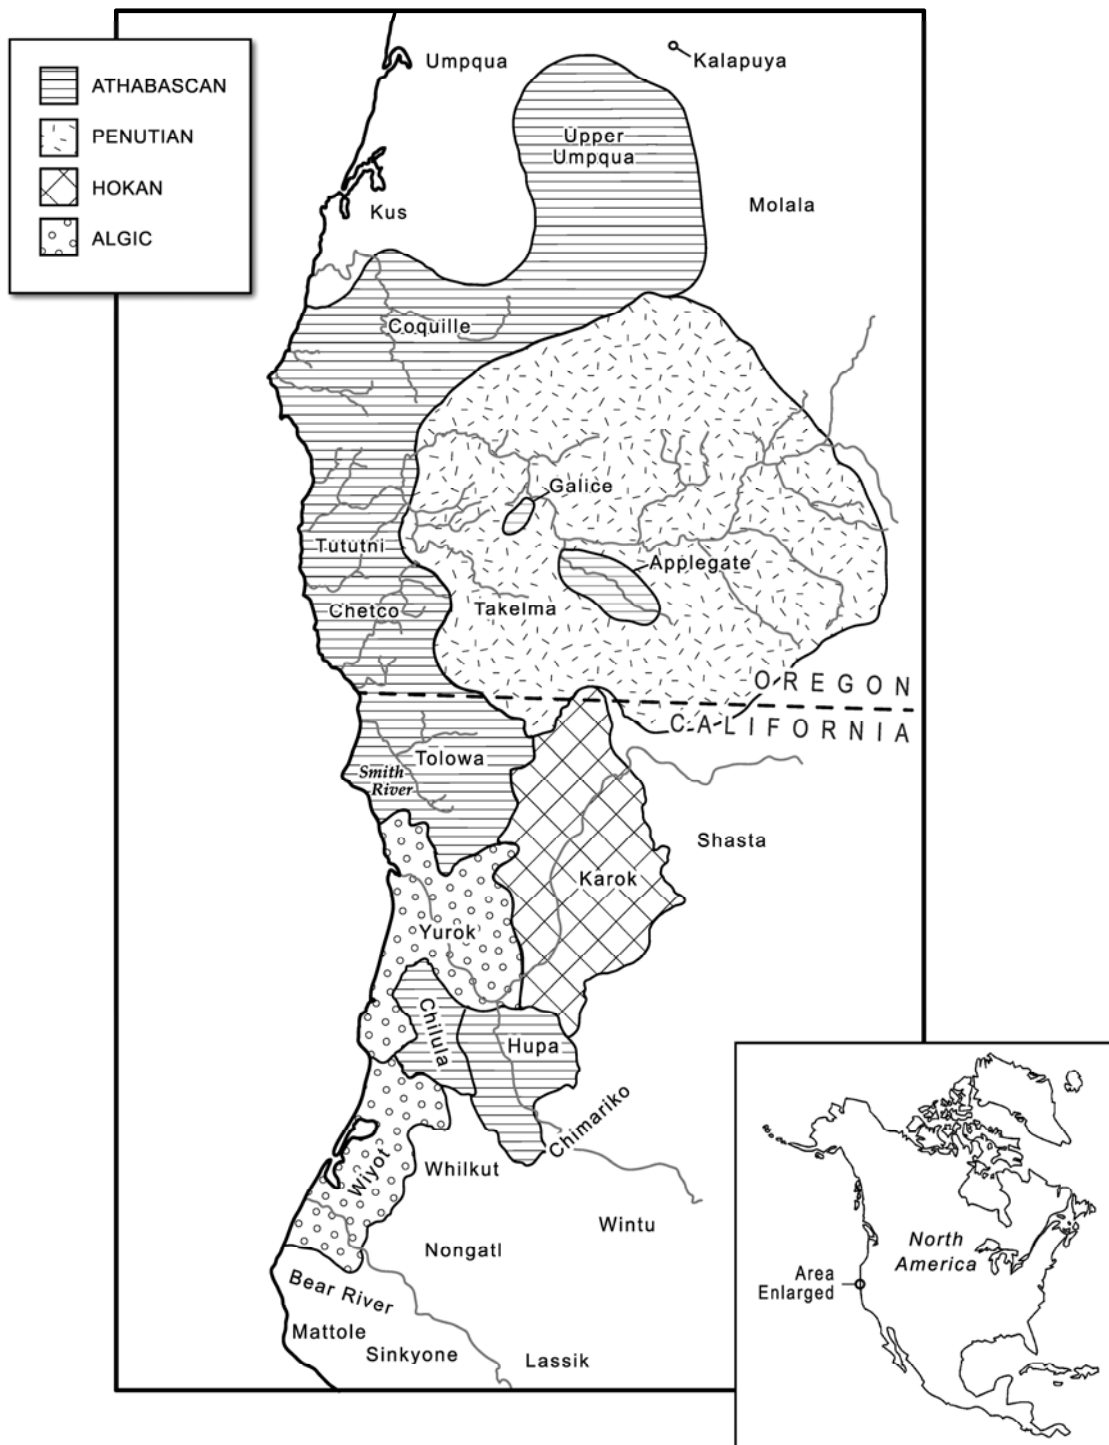 ATHABASCAN
PENUTIAN
HOKAN
ALGIC
Umpqua
Kalapuya
Upper
Umpqua
Kus
Molala
Coquille
Galice
Tututni
Applegate
Chetco
Takelma
OREGON
CALIFORNIA
Tolowa
Smith
River
Shasta
Karok
Yurok
Chilula
Hupa
Chimariko
Wiyot
Whilkut
Wintu
Nongatl
Bear River
Mattole
Sinkyone
Lassik
North
America
Area
Enlarged